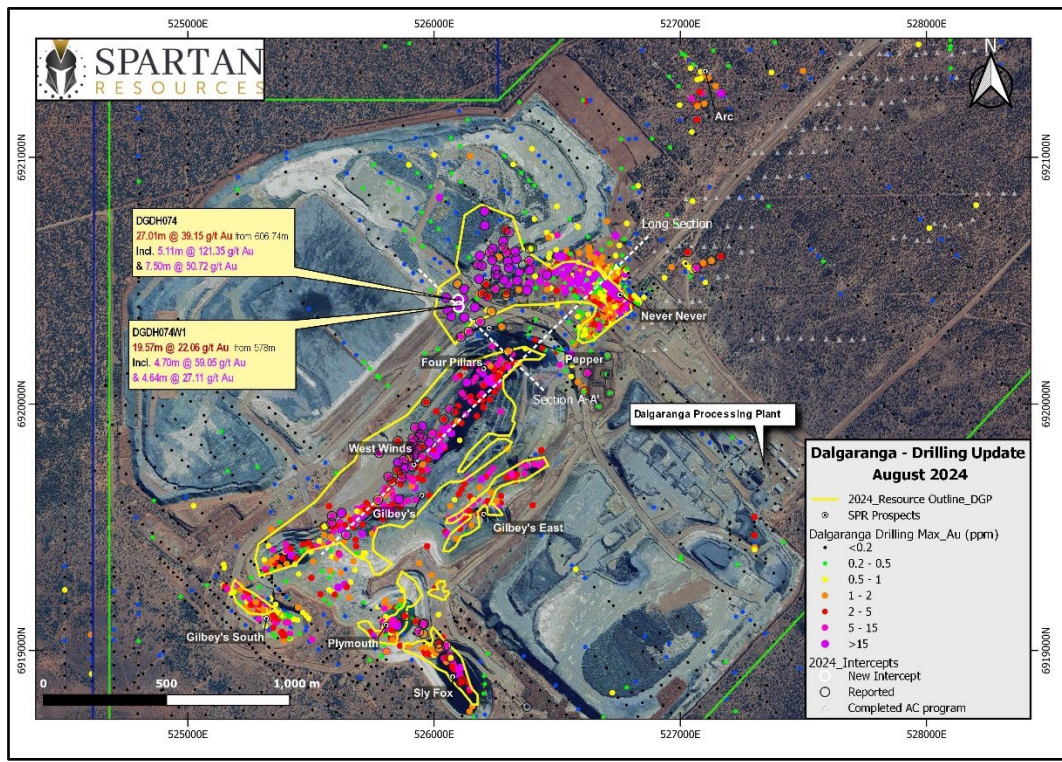 525000E
526000E
527000E
528000E
SPARTAN
RESOURCES
N
Arc
6921000N
6921000N
DGDH074
27.01m @ 39.15 g/t Au from 606.74m
Incl. 5.11m @ 121.35 g/t Au
& 7.50m @ 50.72 g/t Au
Long Section
Never Never
DGDH074W1
19.57m @ 22.06 g/t Au from 578m
Incl. 4.70m @ 59.05 g/t Au
& 4.64m @ 27.11 g/t Au
Four Pillars
Pepper
Section A-A'
6920000N
6920000N
Dalgaranga Processing Plant
West Winds
Gilbey's
Gilbey's East
Dalgaranga - Drilling Update
August 2024
2024_Resource Outline_DGP
SPR Prospects
Dalgaranga Drilling Max_Au (ppm)
<0.2
0.2 - 0.5
0.5 - 1
1 - 2
2 - 5
5 - 15
>15
2024_Intercepts
New Intercept
Reported
Completed AC program
Gilbey's South
Plymouth
Sly Fox
6919000N
6919000N
0 500 1,000 m
525000E
526000E
527000E
528000E